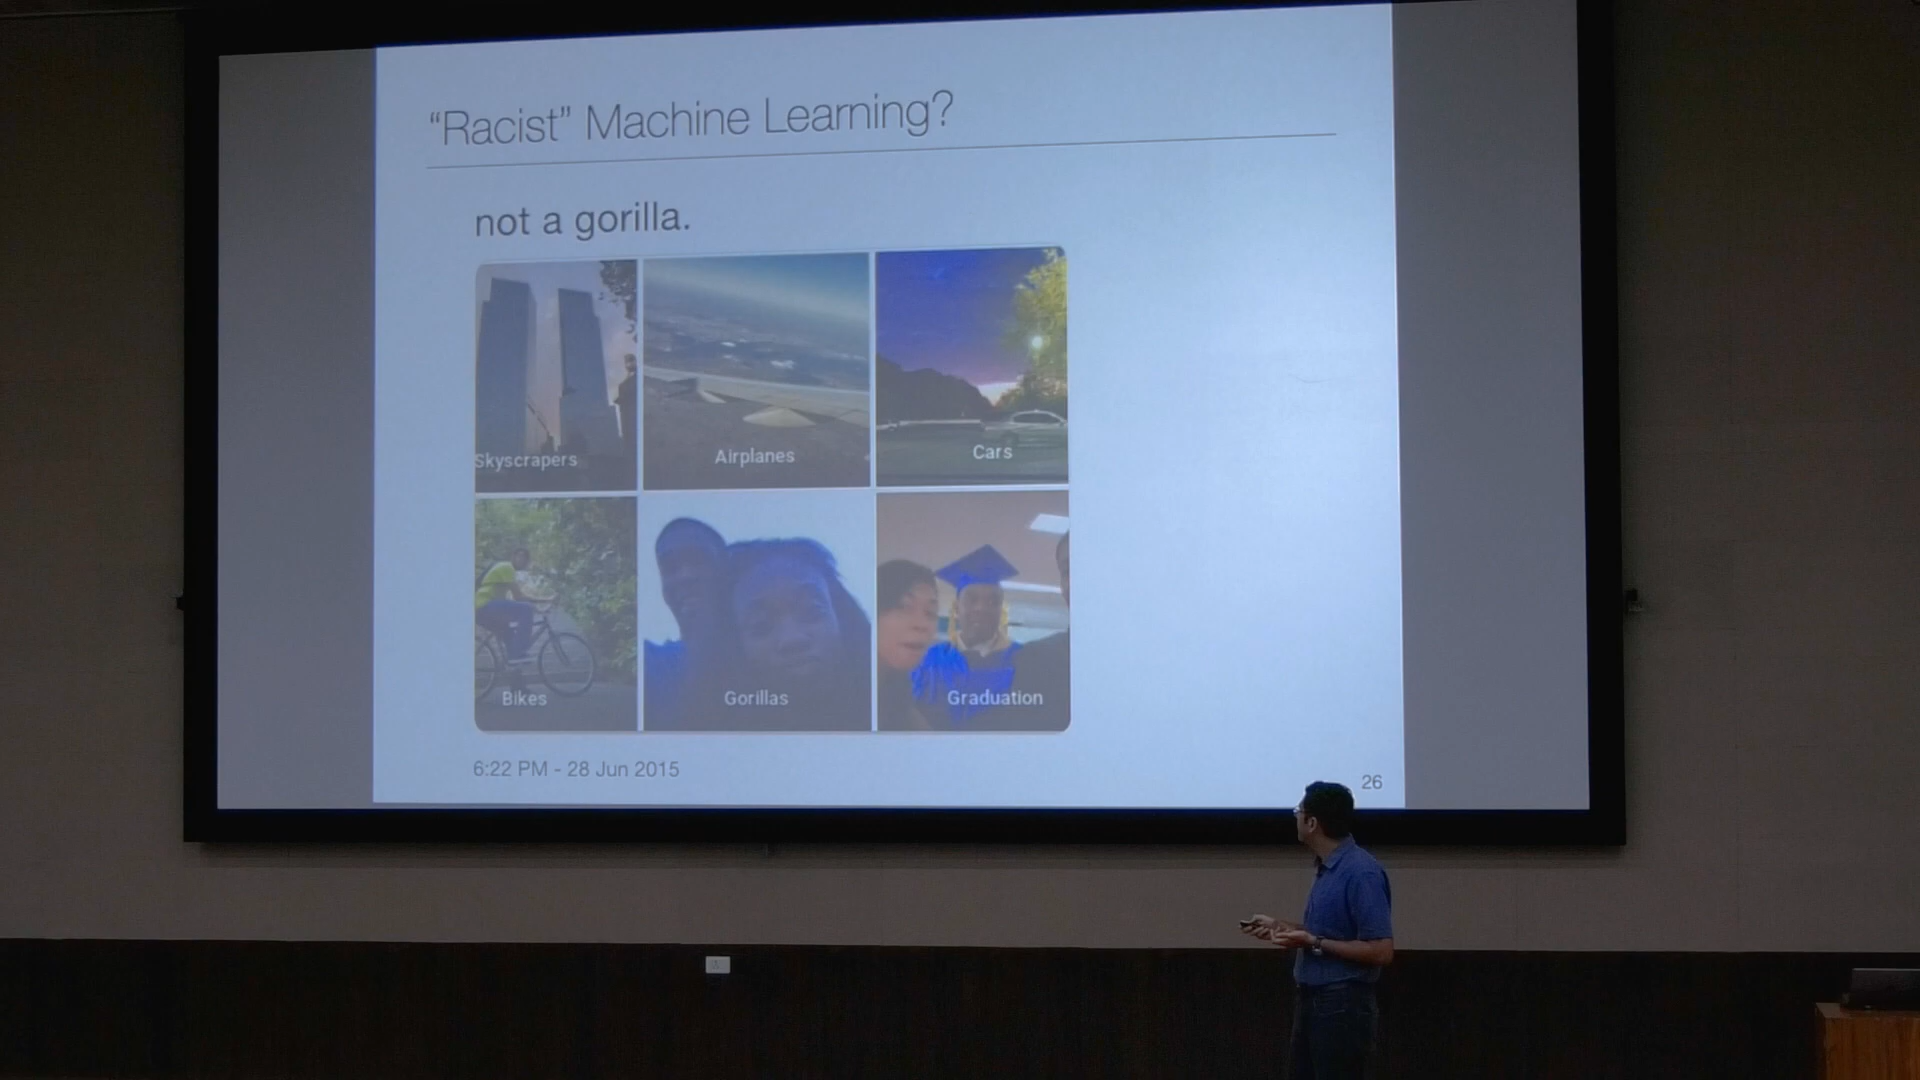 “Racist” Machine Learning?
not a gorilla.
Skyscrapers
Airplanes
Cars
Bikes
Gorillas
Graduation
6:22 PM - 28 Jun 2015
26